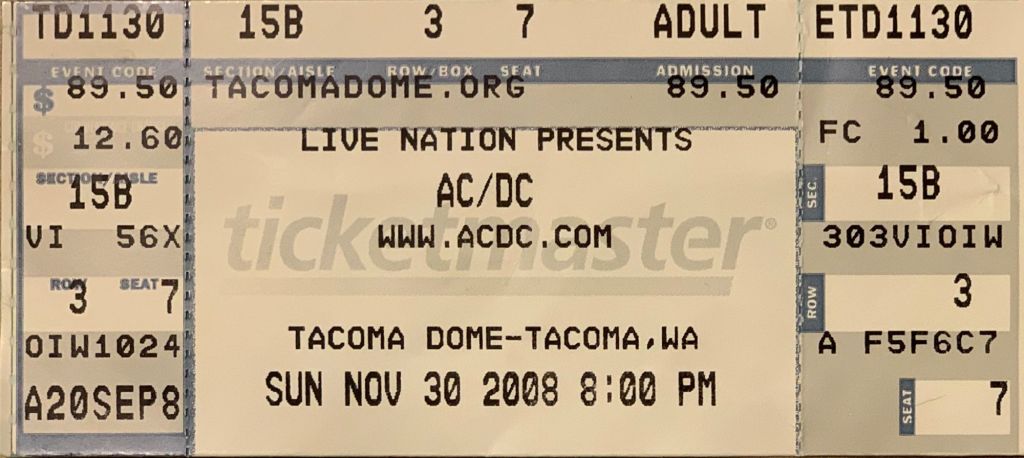 TD1130 15B 3 7 ADULT ETD1130
EVENT CODE SECTION/AISLE ROW/BOX SEAT ADMISSION EVENT CODE
$ 89.50 TACOMADOME.ORG 89.50 89.50
$ 12.60 LIVE NATION PRESENTS FC 1.00
SECTION/AISLE
15B AC/DC SEC. 15B
VI 56X WWW.ACDC.COM 303VIOIW
ticketmaster®
ROW 3 SEAT 7 ROW 3
OIW1024 TACOMA DOME-TACOMA,WA A F5F6C7
A20SEP8 SUN NOV 30 2008 8:00 PM SEAT 7